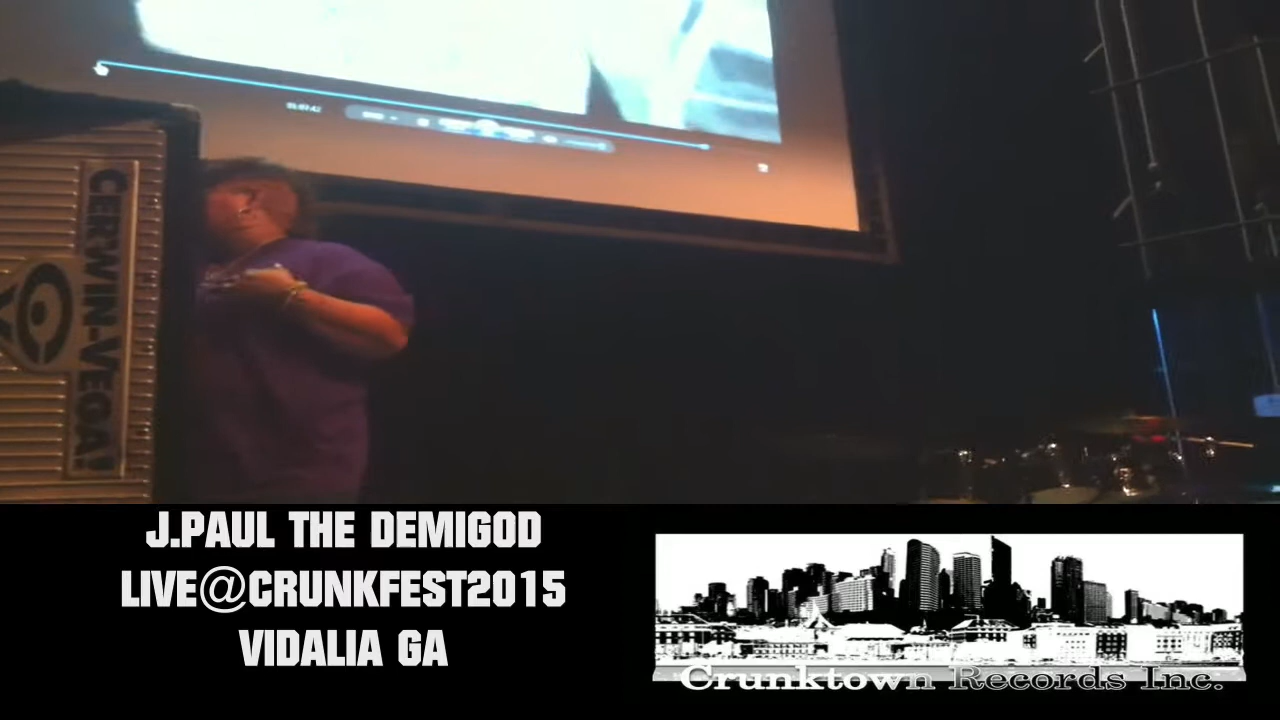 CERWIN-VEGA!
J.PAUL THE DEMIGOD
LIVE@CRUNKFEST2015
VIDALIA GA
Crunktown Records Inc.